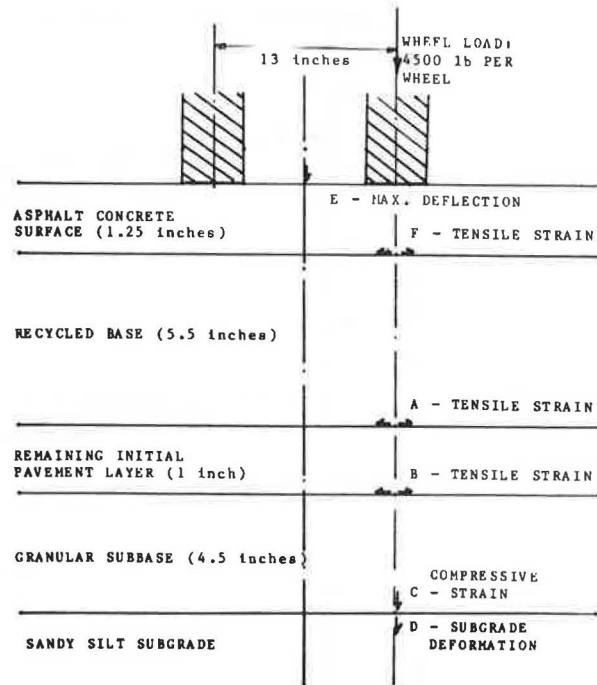 13 inches
WHEEL LOAD:
4500 lb PER
WHEEL
E - MAX. DEFLECTION
ASPHALT CONCRETE
SURFACE (1.25 inches)
F - TENSILE STRAIN
RECYCLED BASE (5.5 inches)
A - TENSILE STRAIN
REMAINING INITIAL
PAVEMENT LAYER (1 inch)
B - TENSILE STRAIN
GRANULAR SUBBASE (4.5 inches)
COMPRESSIVE
C - STRAIN
SANDY SILT SUBGRADE
D - SUBGRADE
DEFORMATION